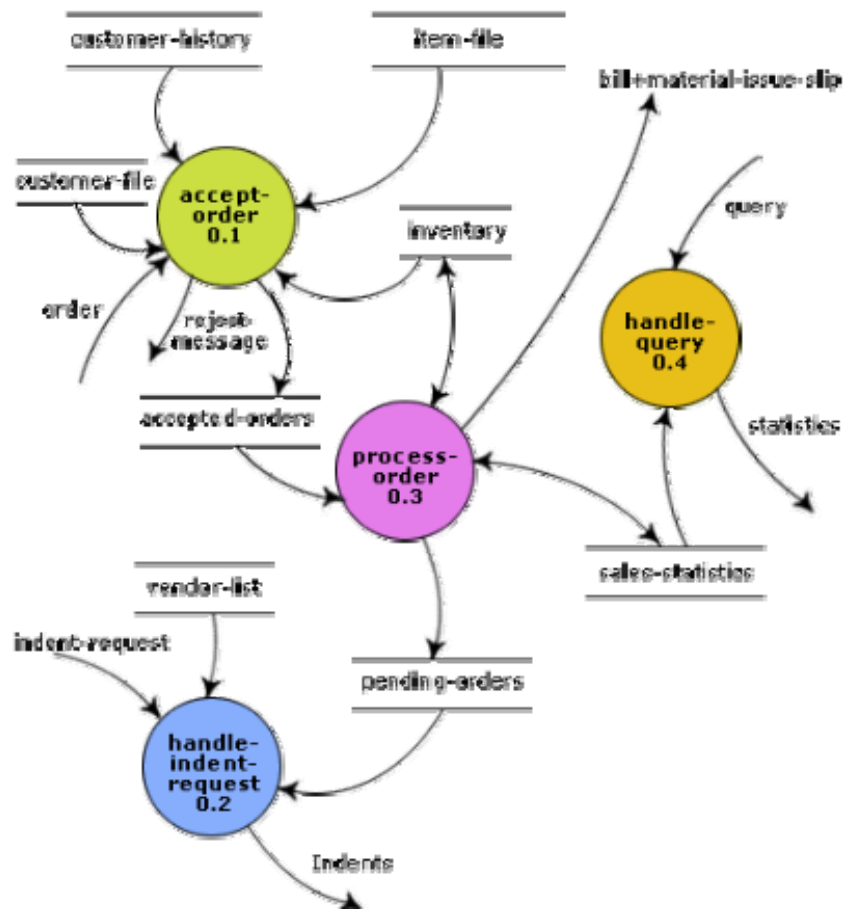 customer-history
item-file
bill+material-issue-slip
customer-file
accept-
order
0.1
query
inventory
order
reject-
message
handle-
query
0.4
accepted-orders
statistics
process-
order
0.3
vendor-list
sales-statistics
indent-request
pending-orders
handle-
indent-
request
0.2
Indents